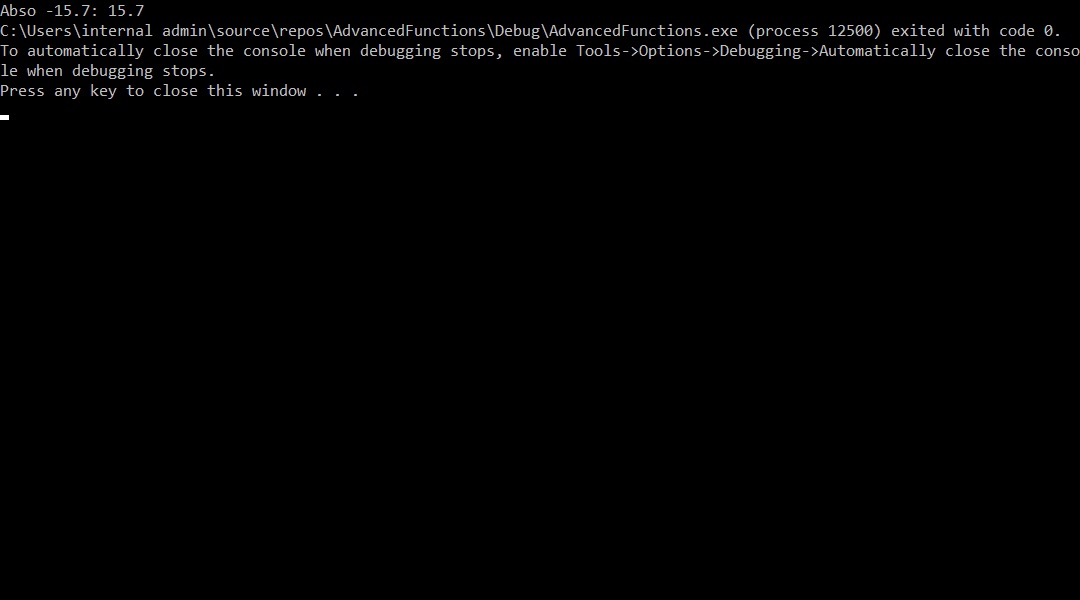 Abso -15.7: 15.7
C:\Users\internal admin\source\repos\AdvancedFunctions\Debug\AdvancedFunctions.exe (process 12500) exited with code 0.
To automatically close the console when debugging stops, enable Tools->Options->Debugging->Automatically close the conso
le when debugging stops.
Press any key to close this window . . .